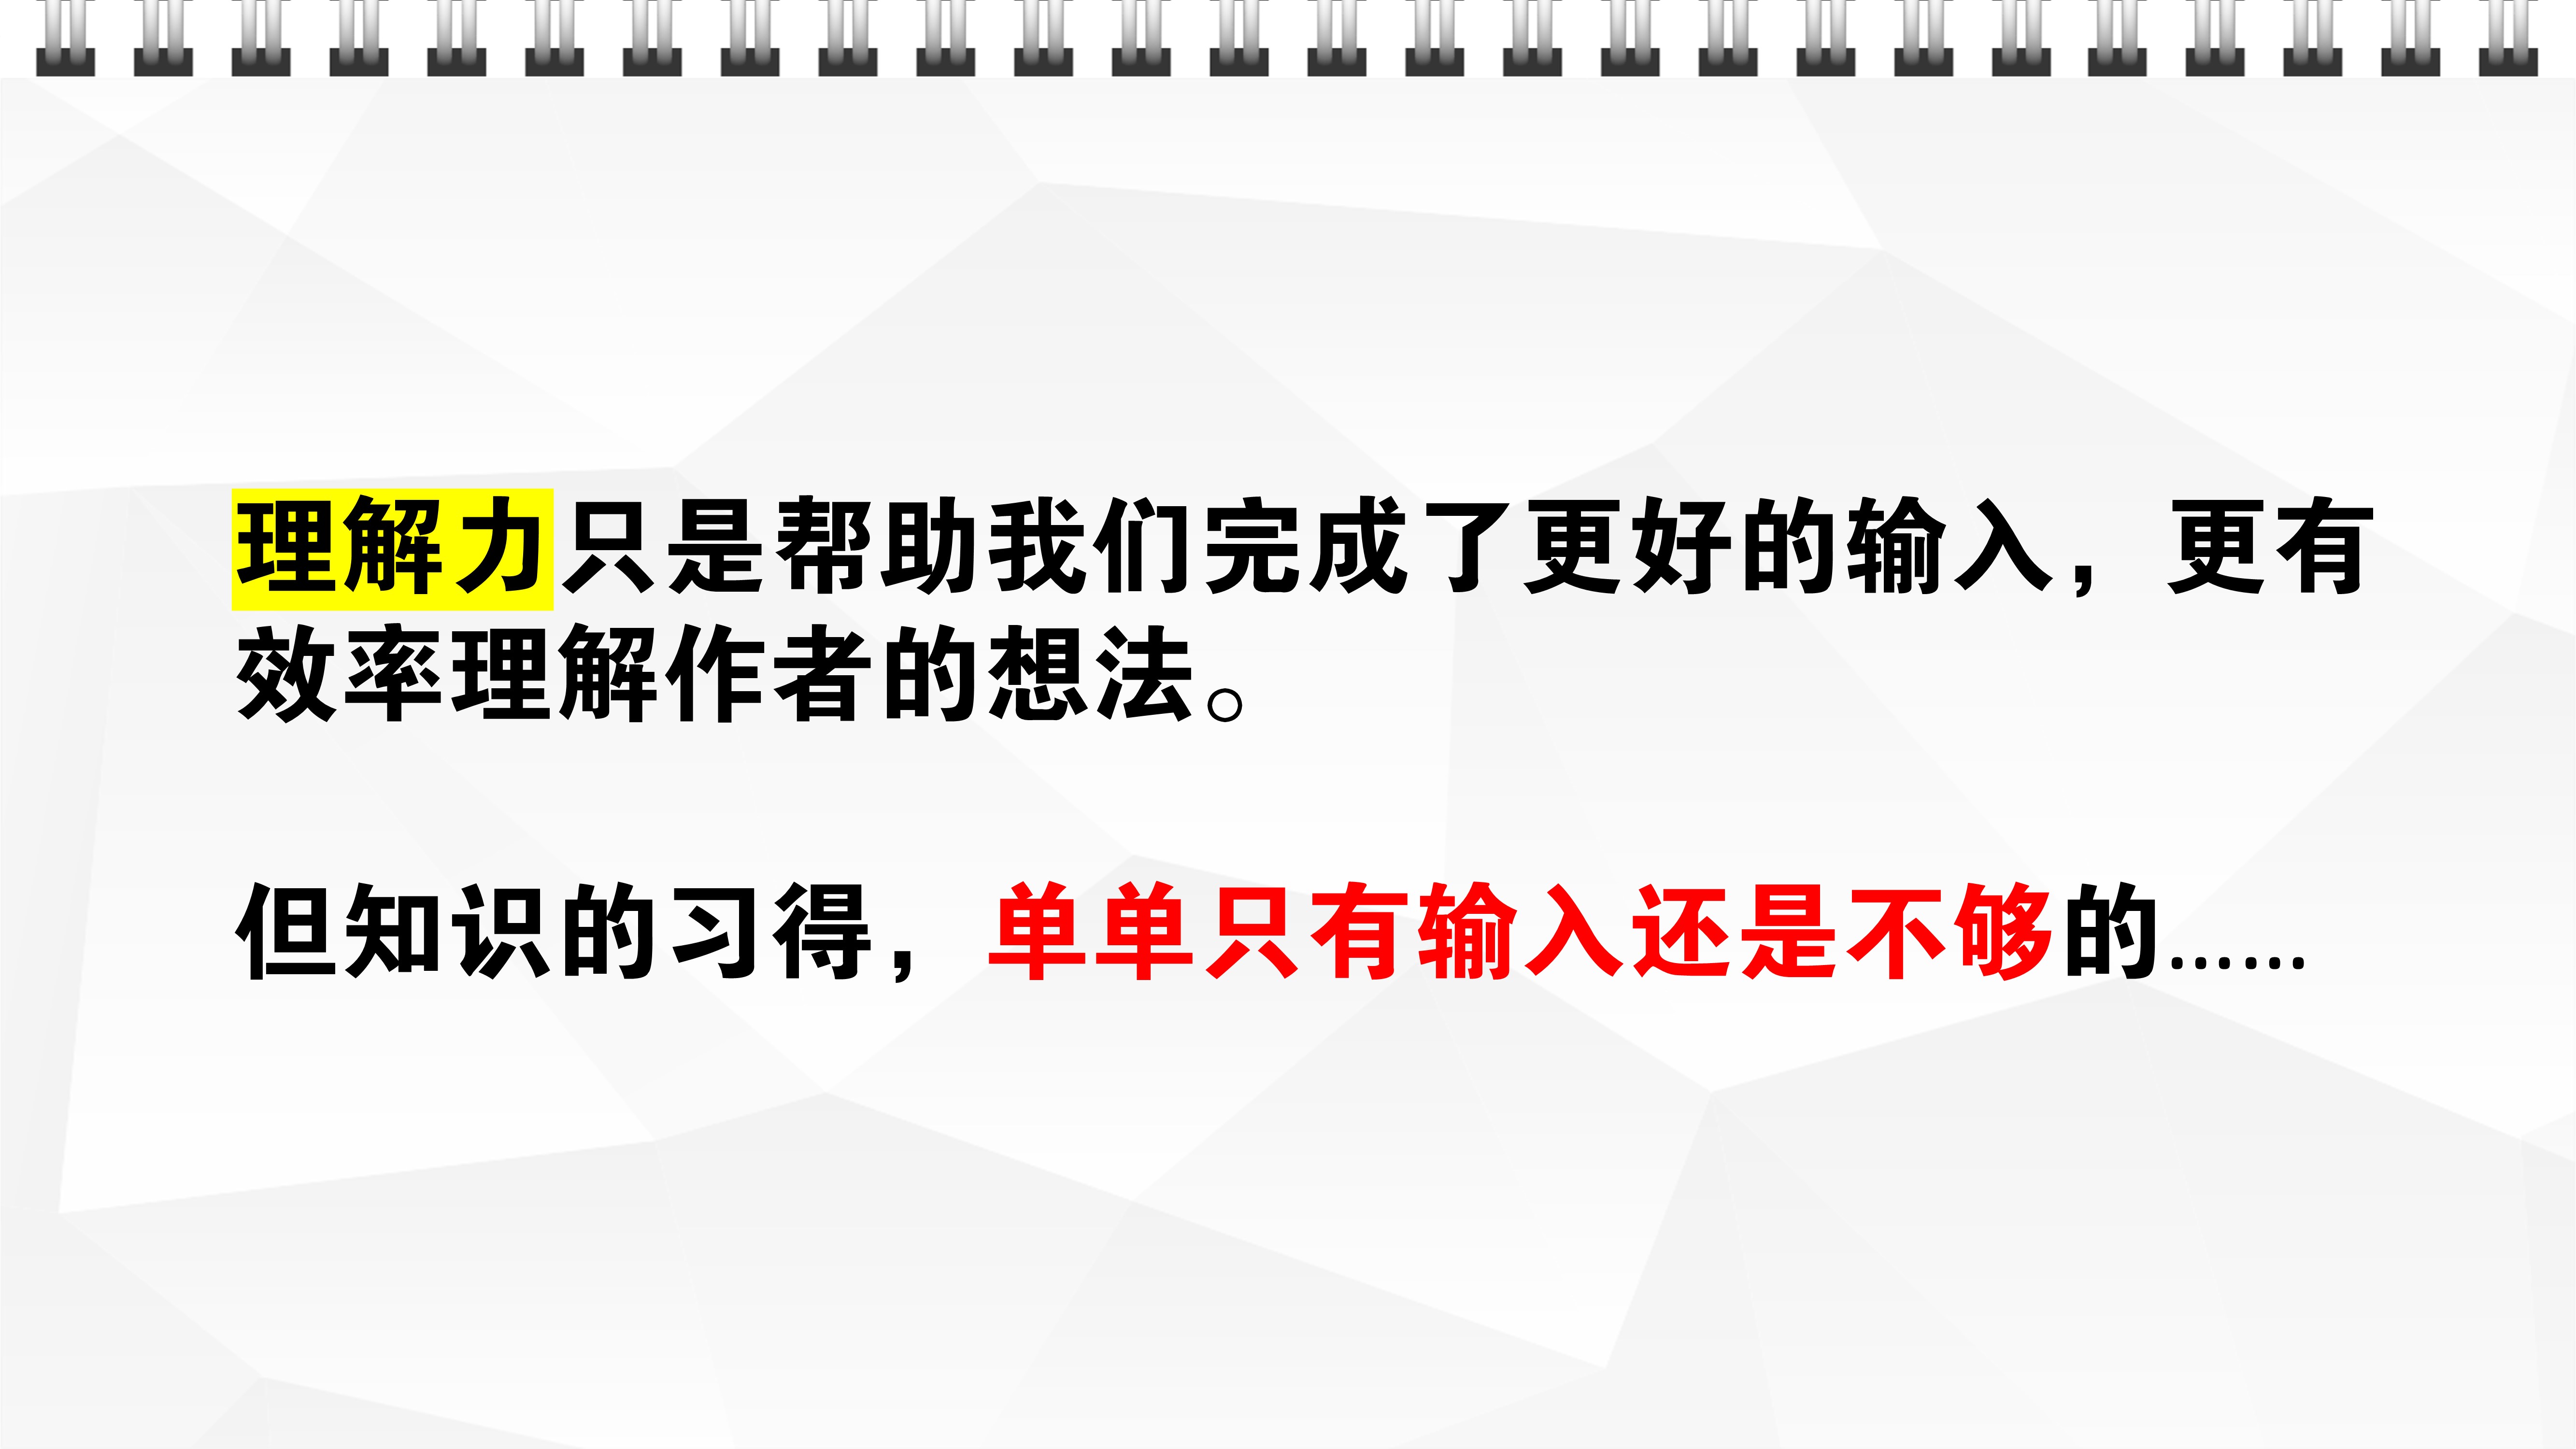 理解力只是帮助我们完成了更好的输入，更有
效率理解作者的想法。
但知识的习得，单单只有输入还是不够的……